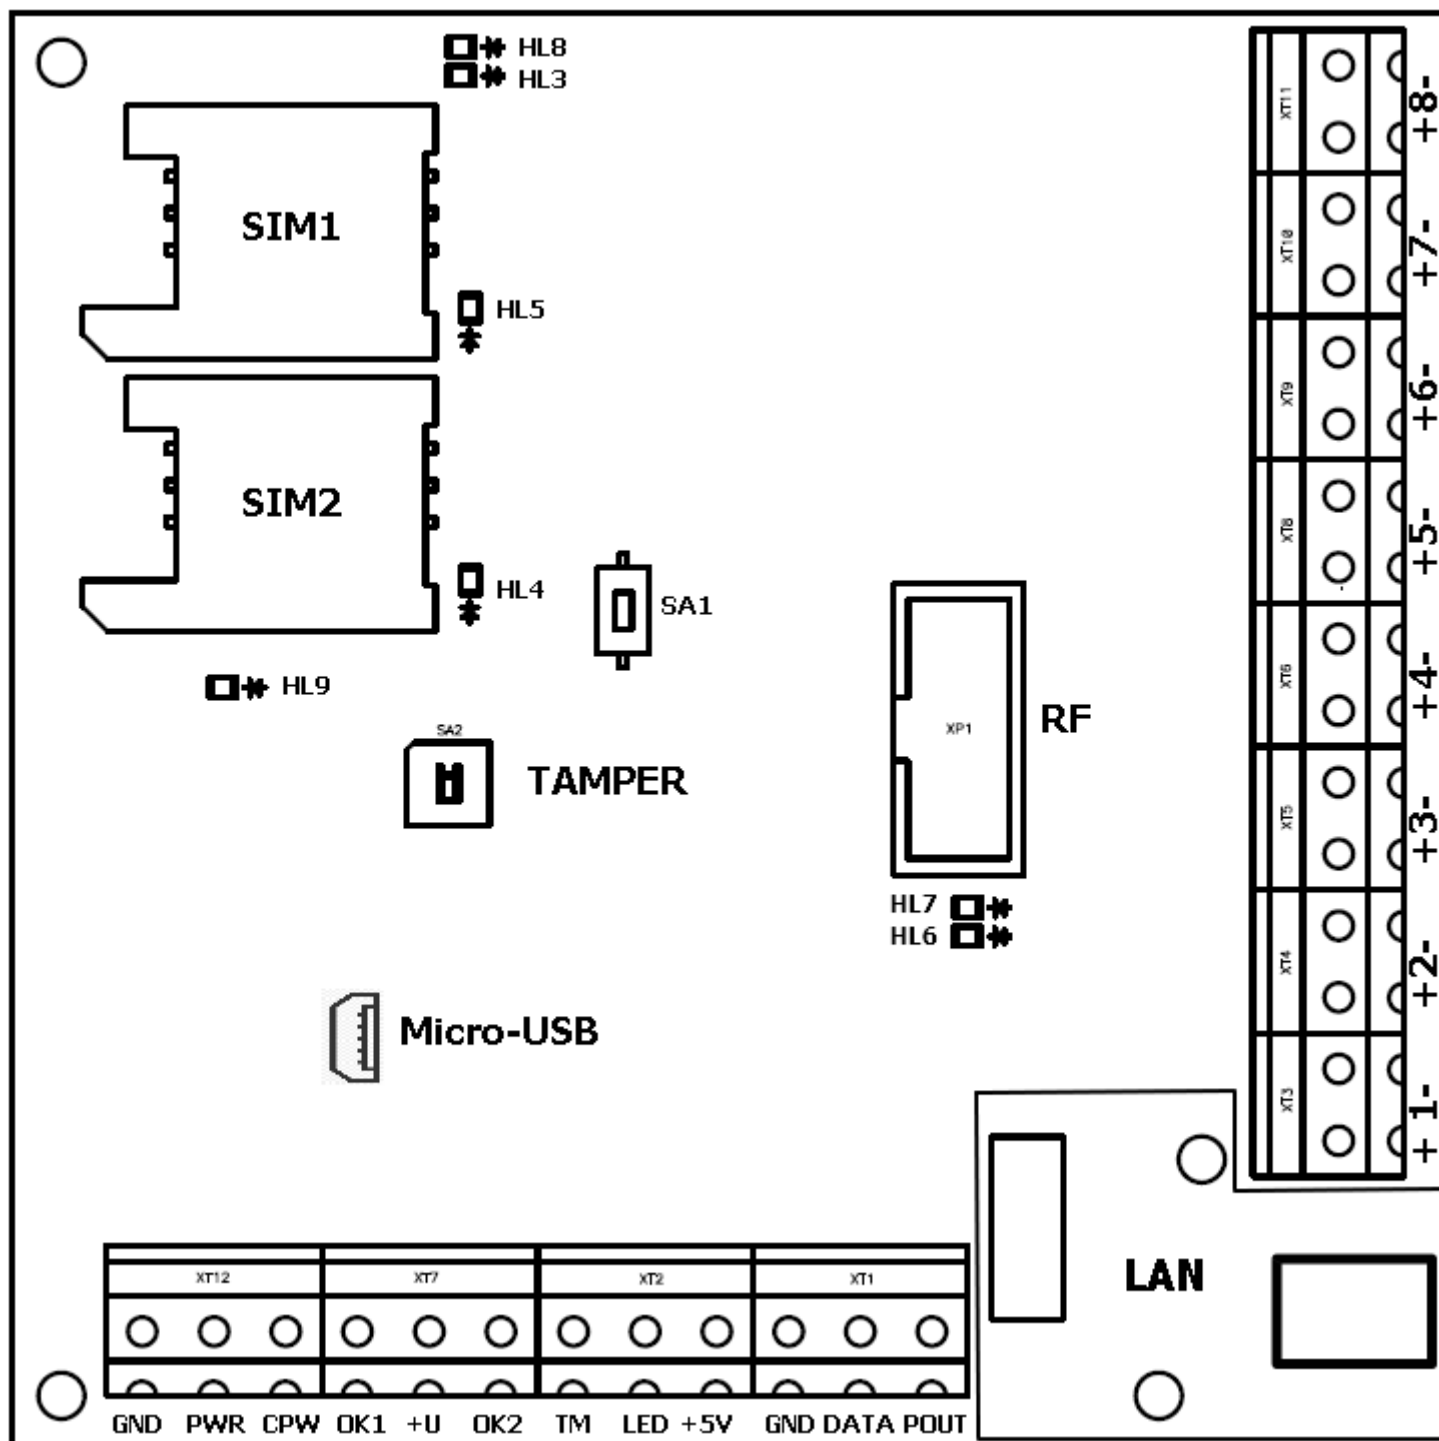 HL8
HL3
SIM1
HL5
SIM2
HL4
SA1
HL9
SA2
TAMPER
XP1
RF
HL7
HL6
Micro-USB
XT11
+8-
XT10
+7-
XT9
+6-
XT8
+5-
XT6
+4-
XT5
+3-
XT4
+2-
XT3
+ 1-
LAN
XT12 XT7 XT2 XT1
GND PWR CPW OK1 +U OK2 TM LED +5V GND DATA POUT